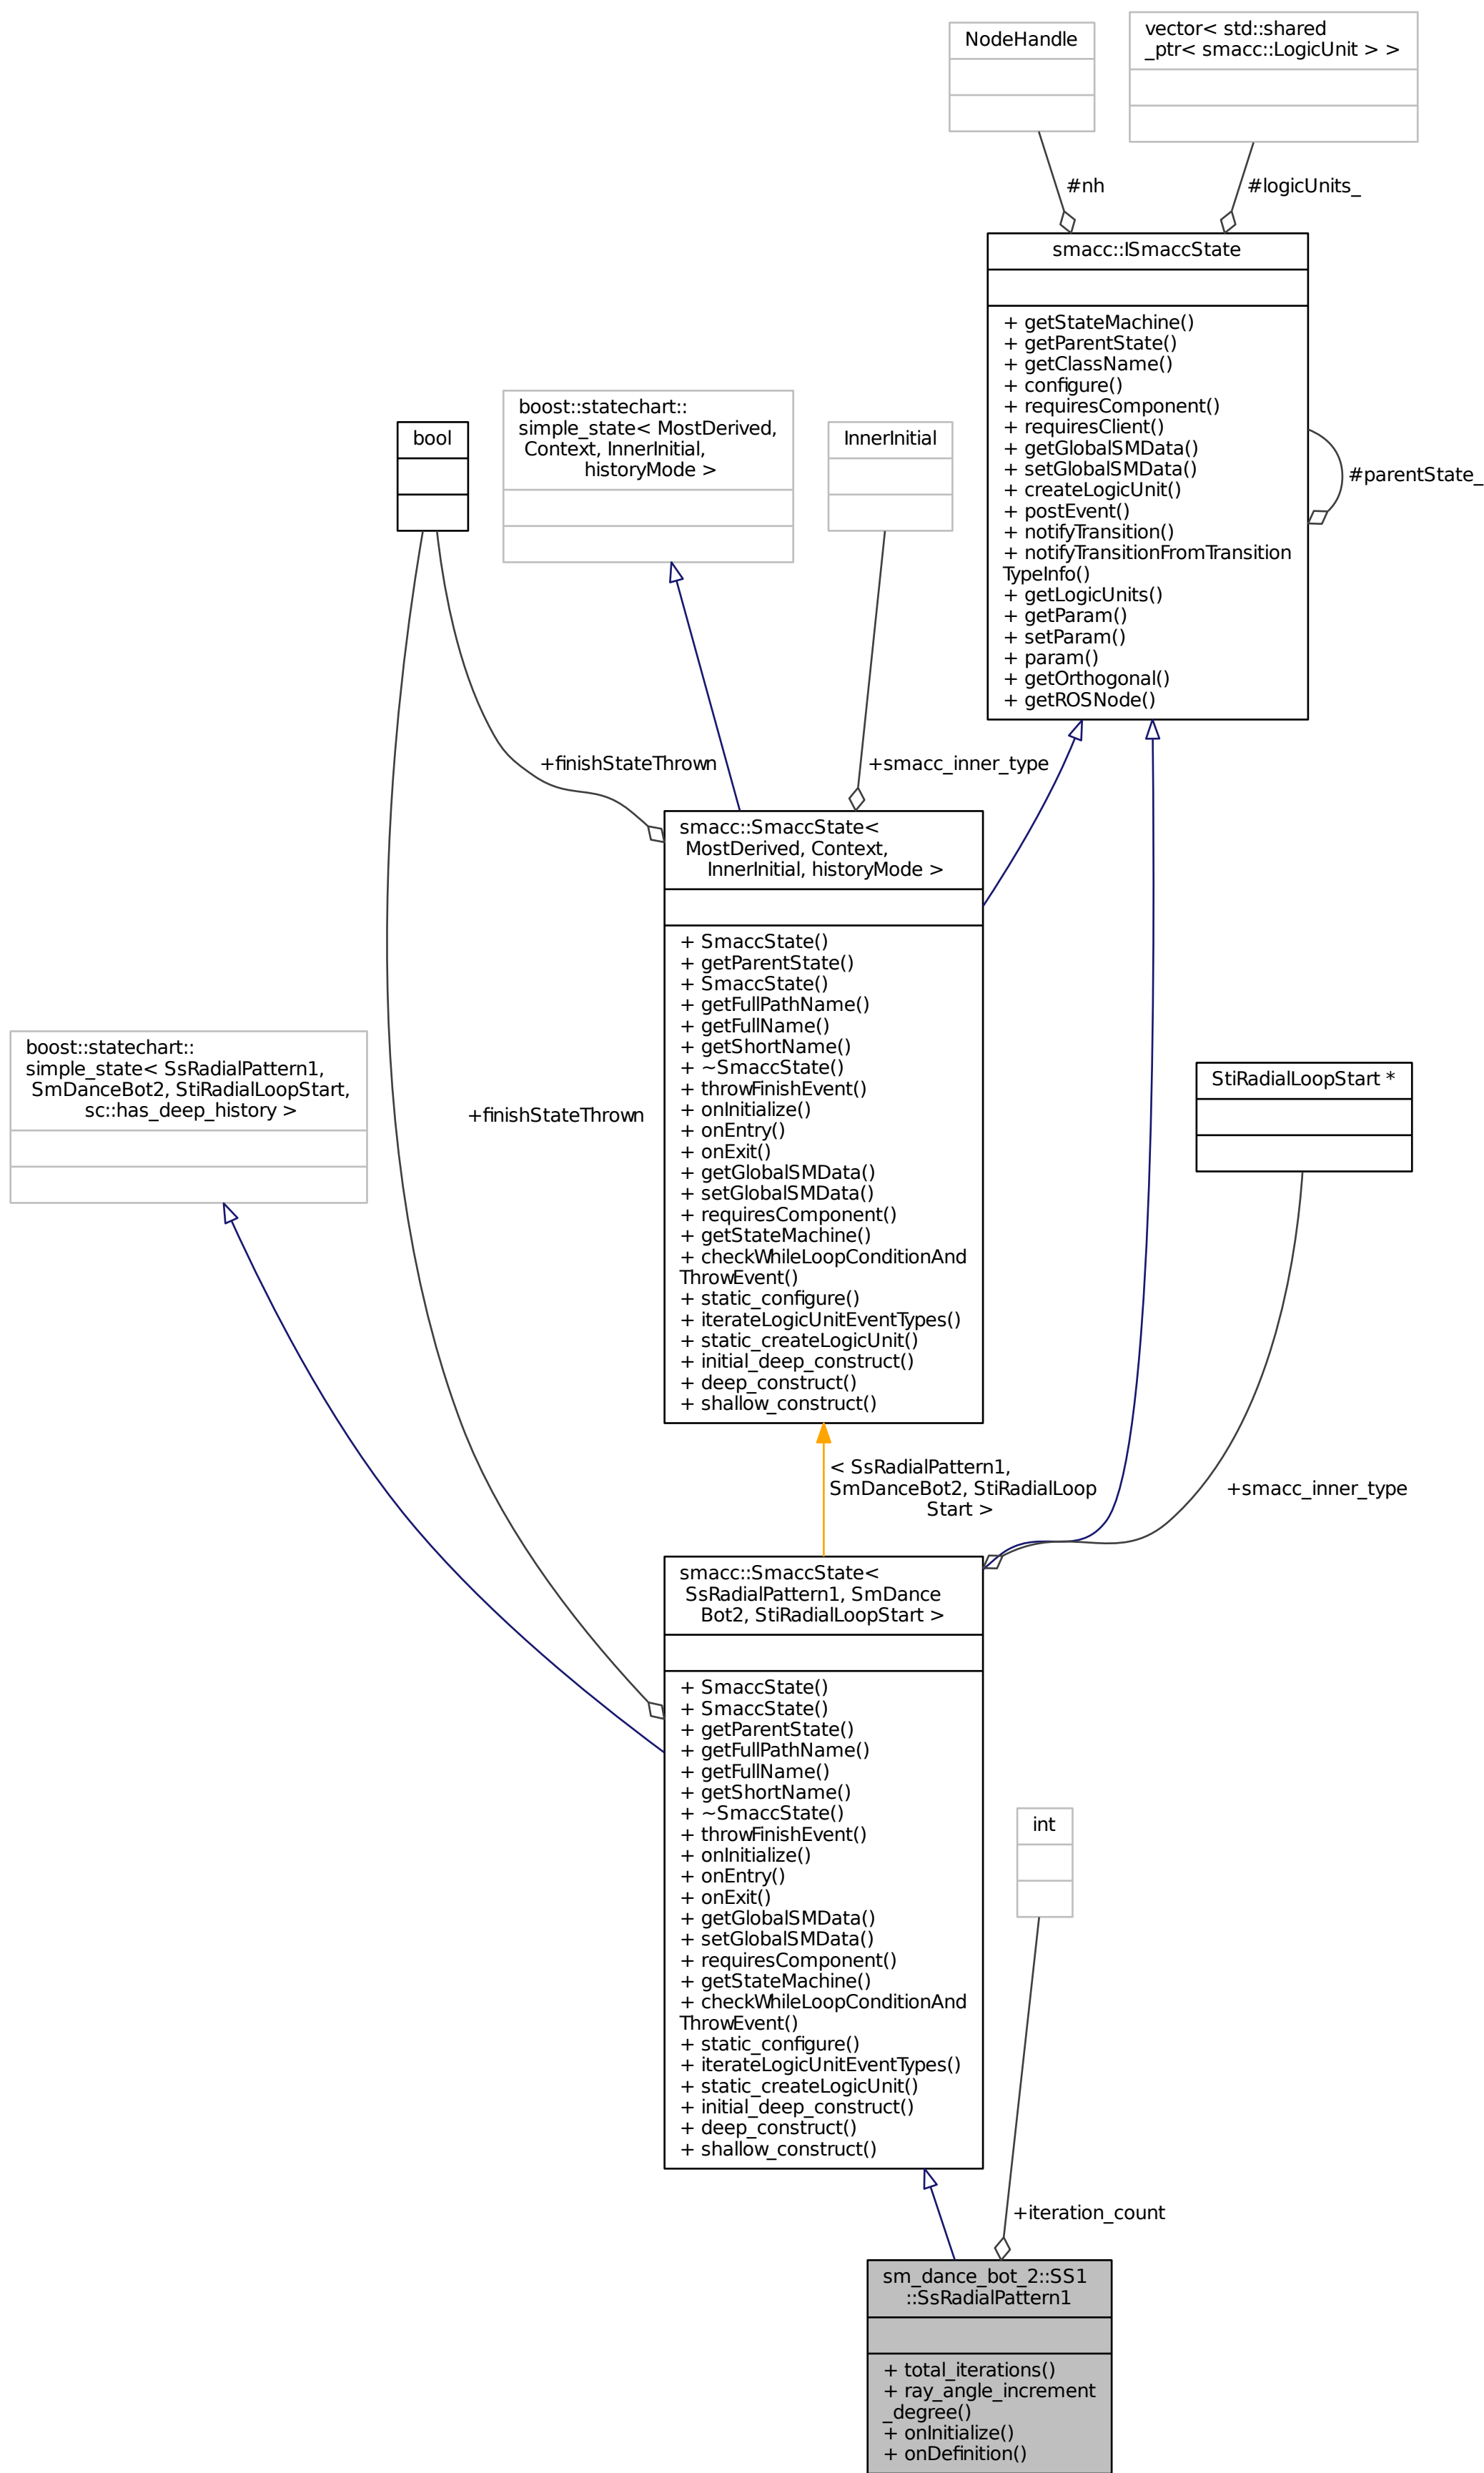 NodeHandle
vector< std::shared
_ptr< smacc::LogicUnit > >
#nh
#logicUnits_
smacc::ISmaccState
+ getStateMachine()
+ getParentState()
+ getClassName()
+ configure()
+ requiresComponent()
+ requiresClient()
+ getGlobalSMData()
+ setGlobalSMData()
+ createLogicUnit()
+ postEvent()
+ notifyTransition()
+ notifyTransitionFromTransition
TypeInfo()
+ getLogicUnits()
+ getParam()
+ setParam()
+ param()
+ getOrthogonal()
+ getROSNode()
#parentState_
bool
boost::statechart::
simple_state< MostDerived,
Context, InnerInitial,
historyMode >
InnerInitial
+finishStateThrown
+smacc_inner_type
smacc::SmaccState<
MostDerived, Context,
InnerInitial, historyMode >
+ SmaccState()
+ getParentState()
+ SmaccState()
+ getFullPathName()
+ getFullName()
+ getShortName()
+ ~SmaccState()
+ throwFinishEvent()
+ onInitialize()
+ onEntry()
+ onExit()
+ getGlobalSMData()
+ setGlobalSMData()
+ requiresComponent()
+ getStateMachine()
+ checkWhileLoopConditionAnd
ThrowEvent()
+ static_configure()
+ iterateLogicUnitEventTypes()
+ static_createLogicUnit()
+ initial_deep_construct()
+ deep_construct()
+ shallow_construct()
boost::statechart::
simple_state< SsRadialPattern1,
SmDanceBot2, StiRadialLoopStart,
sc::has_deep_history >
+finishStateThrown
StiRadialLoopStart *
< SsRadialPattern1,
SmDanceBot2, StiRadialLoop
Start >
+smacc_inner_type
smacc::SmaccState<
SsRadialPattern1, SmDance
Bot2, StiRadialLoopStart >
+ SmaccState()
+ SmaccState()
+ getParentState()
+ getFullPathName()
+ getFullName()
+ getShortName()
+ ~SmaccState()
+ throwFinishEvent()
+ onInitialize()
+ onEntry()
+ onExit()
+ getGlobalSMData()
+ setGlobalSMData()
+ requiresComponent()
+ getStateMachine()
+ checkWhileLoopConditionAnd
ThrowEvent()
+ static_configure()
+ iterateLogicUnitEventTypes()
+ static_createLogicUnit()
+ initial_deep_construct()
+ deep_construct()
+ shallow_construct()
int
+iteration_count
sm_dance_bot_2::SS1
::SsRadialPattern1
+ total_iterations()
+ ray_angle_increment
_degree()
+ onInitialize()
+ onDefinition()